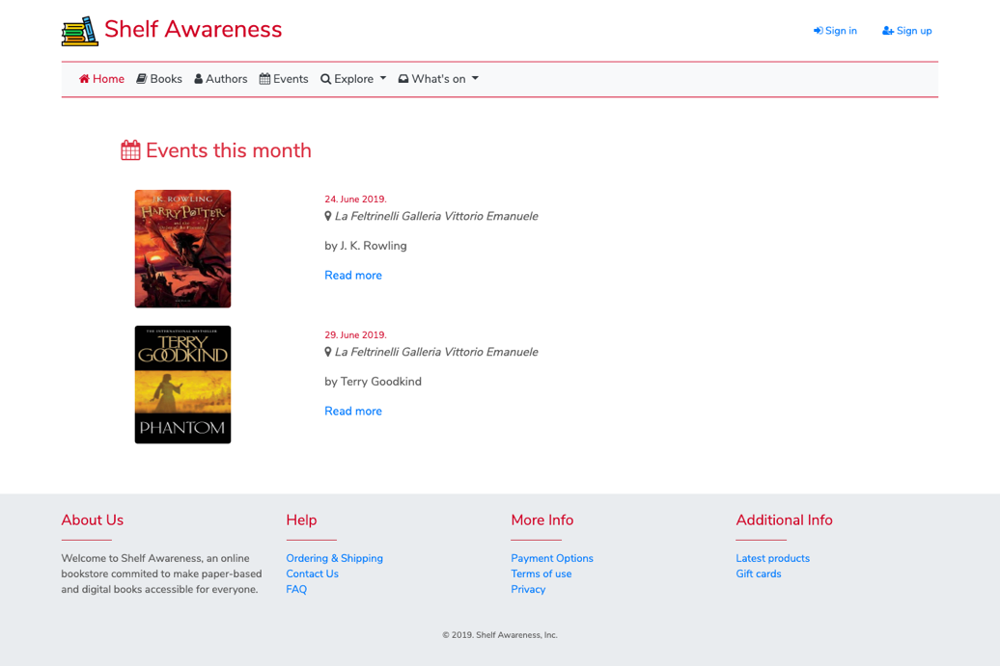 Shelf Awareness
Sign in
Sign up
Home
Books
Authors
Events
Explore
What's on
Events this month
J.K. ROWLING
HARRY POTTER
24. June 2019.
La Feltrinelli Galleria Vittorio Emanuele
by J. K. Rowling
Read more
THE INTERNATIONAL BESTSELLER
TERRY
GOODKIND
PHANTOM
29. June 2019.
La Feltrinelli Galleria Vittorio Emanuele
by Terry Goodkind
Read more
About Us
Welcome to Shelf Awareness, an online
bookstore commited to make paper-based
and digital books accessible for everyone.
Help
Ordering & Shipping
Contact Us
FAQ
More Info
Payment Options
Terms of use
Privacy
Additional Info
Latest products
Gift cards
© 2019. Shelf Awareness, Inc.